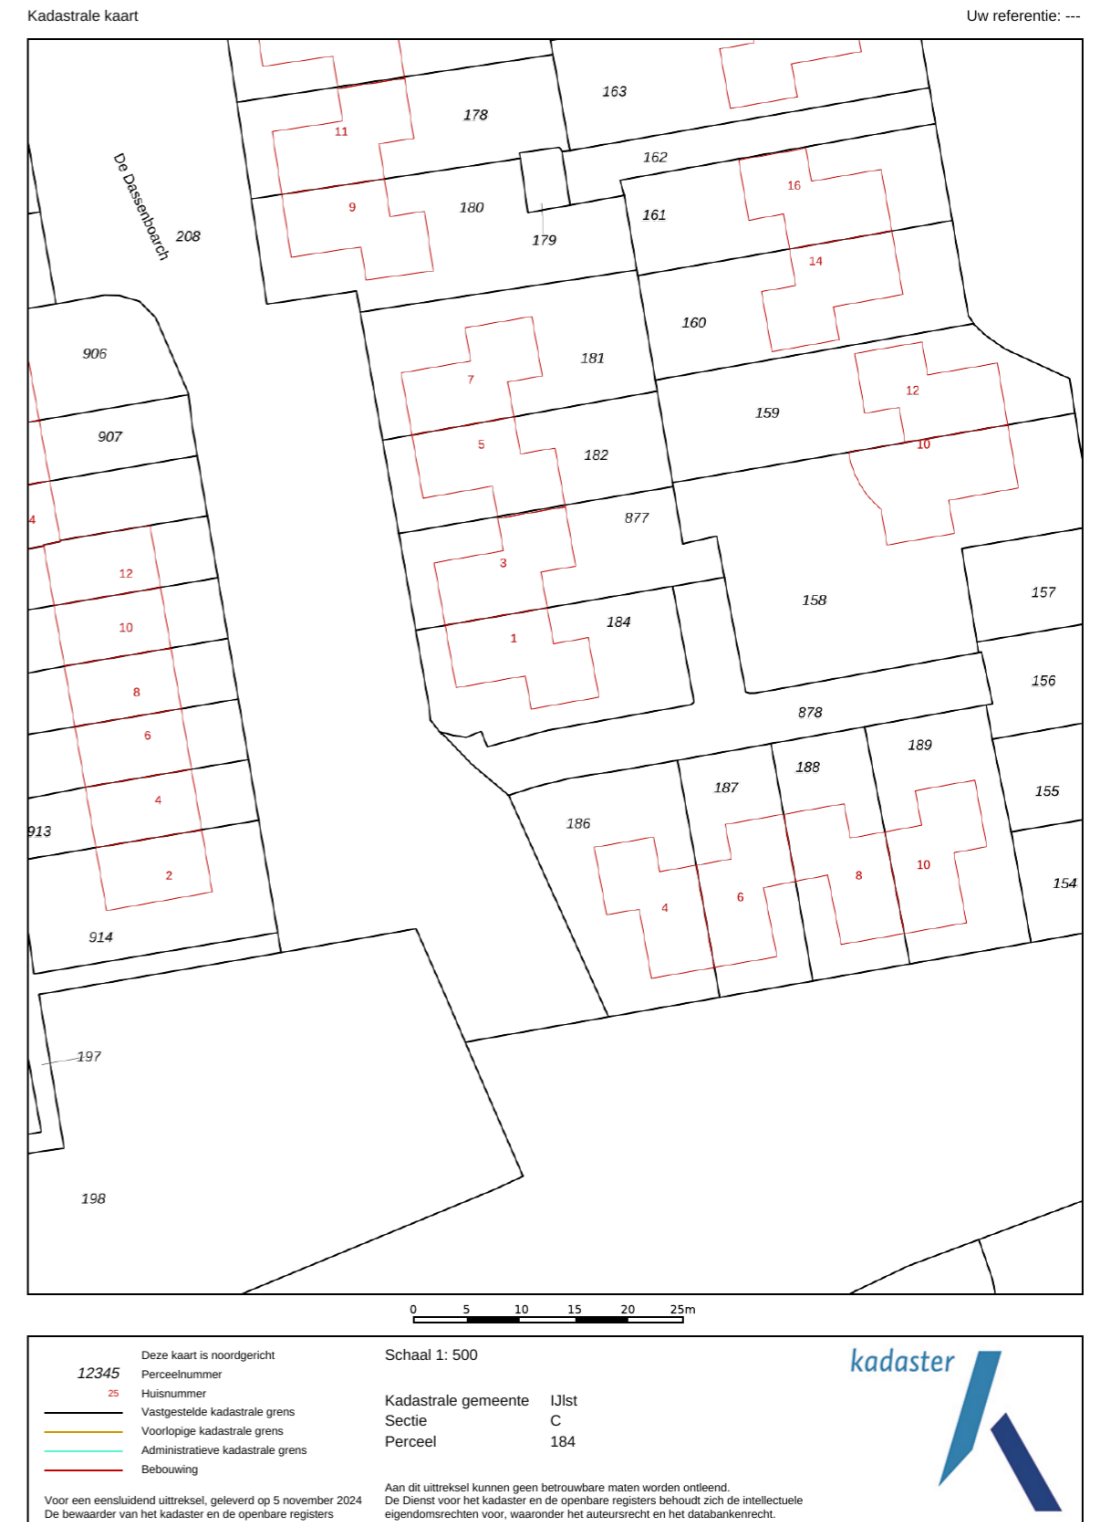 Kadastrale kaart
Uw referentie: ---
163
178
11
162
De Dassenboarch
16
9
180
161
208
179
14
160
906
181
7
12
159
907
5
10
182
877
4
3
12
157
158
184
10
1
156
8
878
6
189
188
187
155
4
186
913
10
2
8
154
6
4
914
197
198
0 5 10 15 20 25m
Deze kaart is noordgericht
12345 Perceelnummer
25 Huisnummer
Vastgestelde kadastrale grens
Voorlopige kadastrale grens
Administratieve kadastrale grens
Bebouwing
Voor een eensluidend uittreksel, geleverd op 5 november 2024
De bewaarder van het kadaster en de openbare registers
Schaal 1: 500
Kadastrale gemeente IJlst
Sectie C
Perceel 184
Aan dit uittreksel kunnen geen betrouwbare maten worden ontleend.
De Dienst voor het kadaster en de openbare registers behoudt zich de intellectuele
eigendomsrechten voor, waaronder het auteursrecht en het databankenrecht.
kadaster